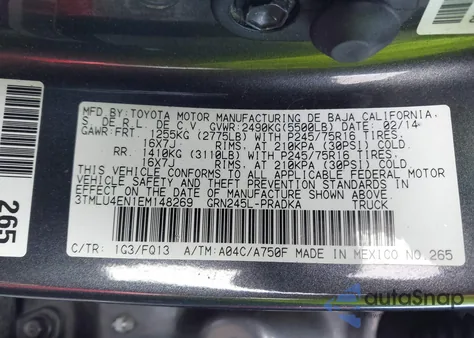 MFD.BY:TOYOTA MOTOR MANUFACTURING DE BAJA CALIFORNIA,
S. DE R.L. DE C.V. GVWR:2490KG(5500LB) DATE: 02/14
GAWR:FRT. 1255KG (2775LB) WITH P245/75R16 TIRES,
16X7J RIMS, AT 210KPA (30PSI) COLD.
RR. 1410KG (3110LB) WITH P245/75R16 TIRES,
16X7J RIMS, AT 210KPA (30PSI) COLD.
THIS VEHICLE CONFORMS TO ALL APPLICABLE FEDERAL MOTOR
VEHICLE SAFETY STANDARDS IN EFFECT ON THE DATE OF
MANUFACTURE SHOWN ABOVE.
3TMLU4EN1EM148269 GRN245L-PRADKA TRUCK
C/TR: 1G3/FQ13 A/TM:A04C/A750F MADE IN MEXICO NO.265
265
AutoSnap